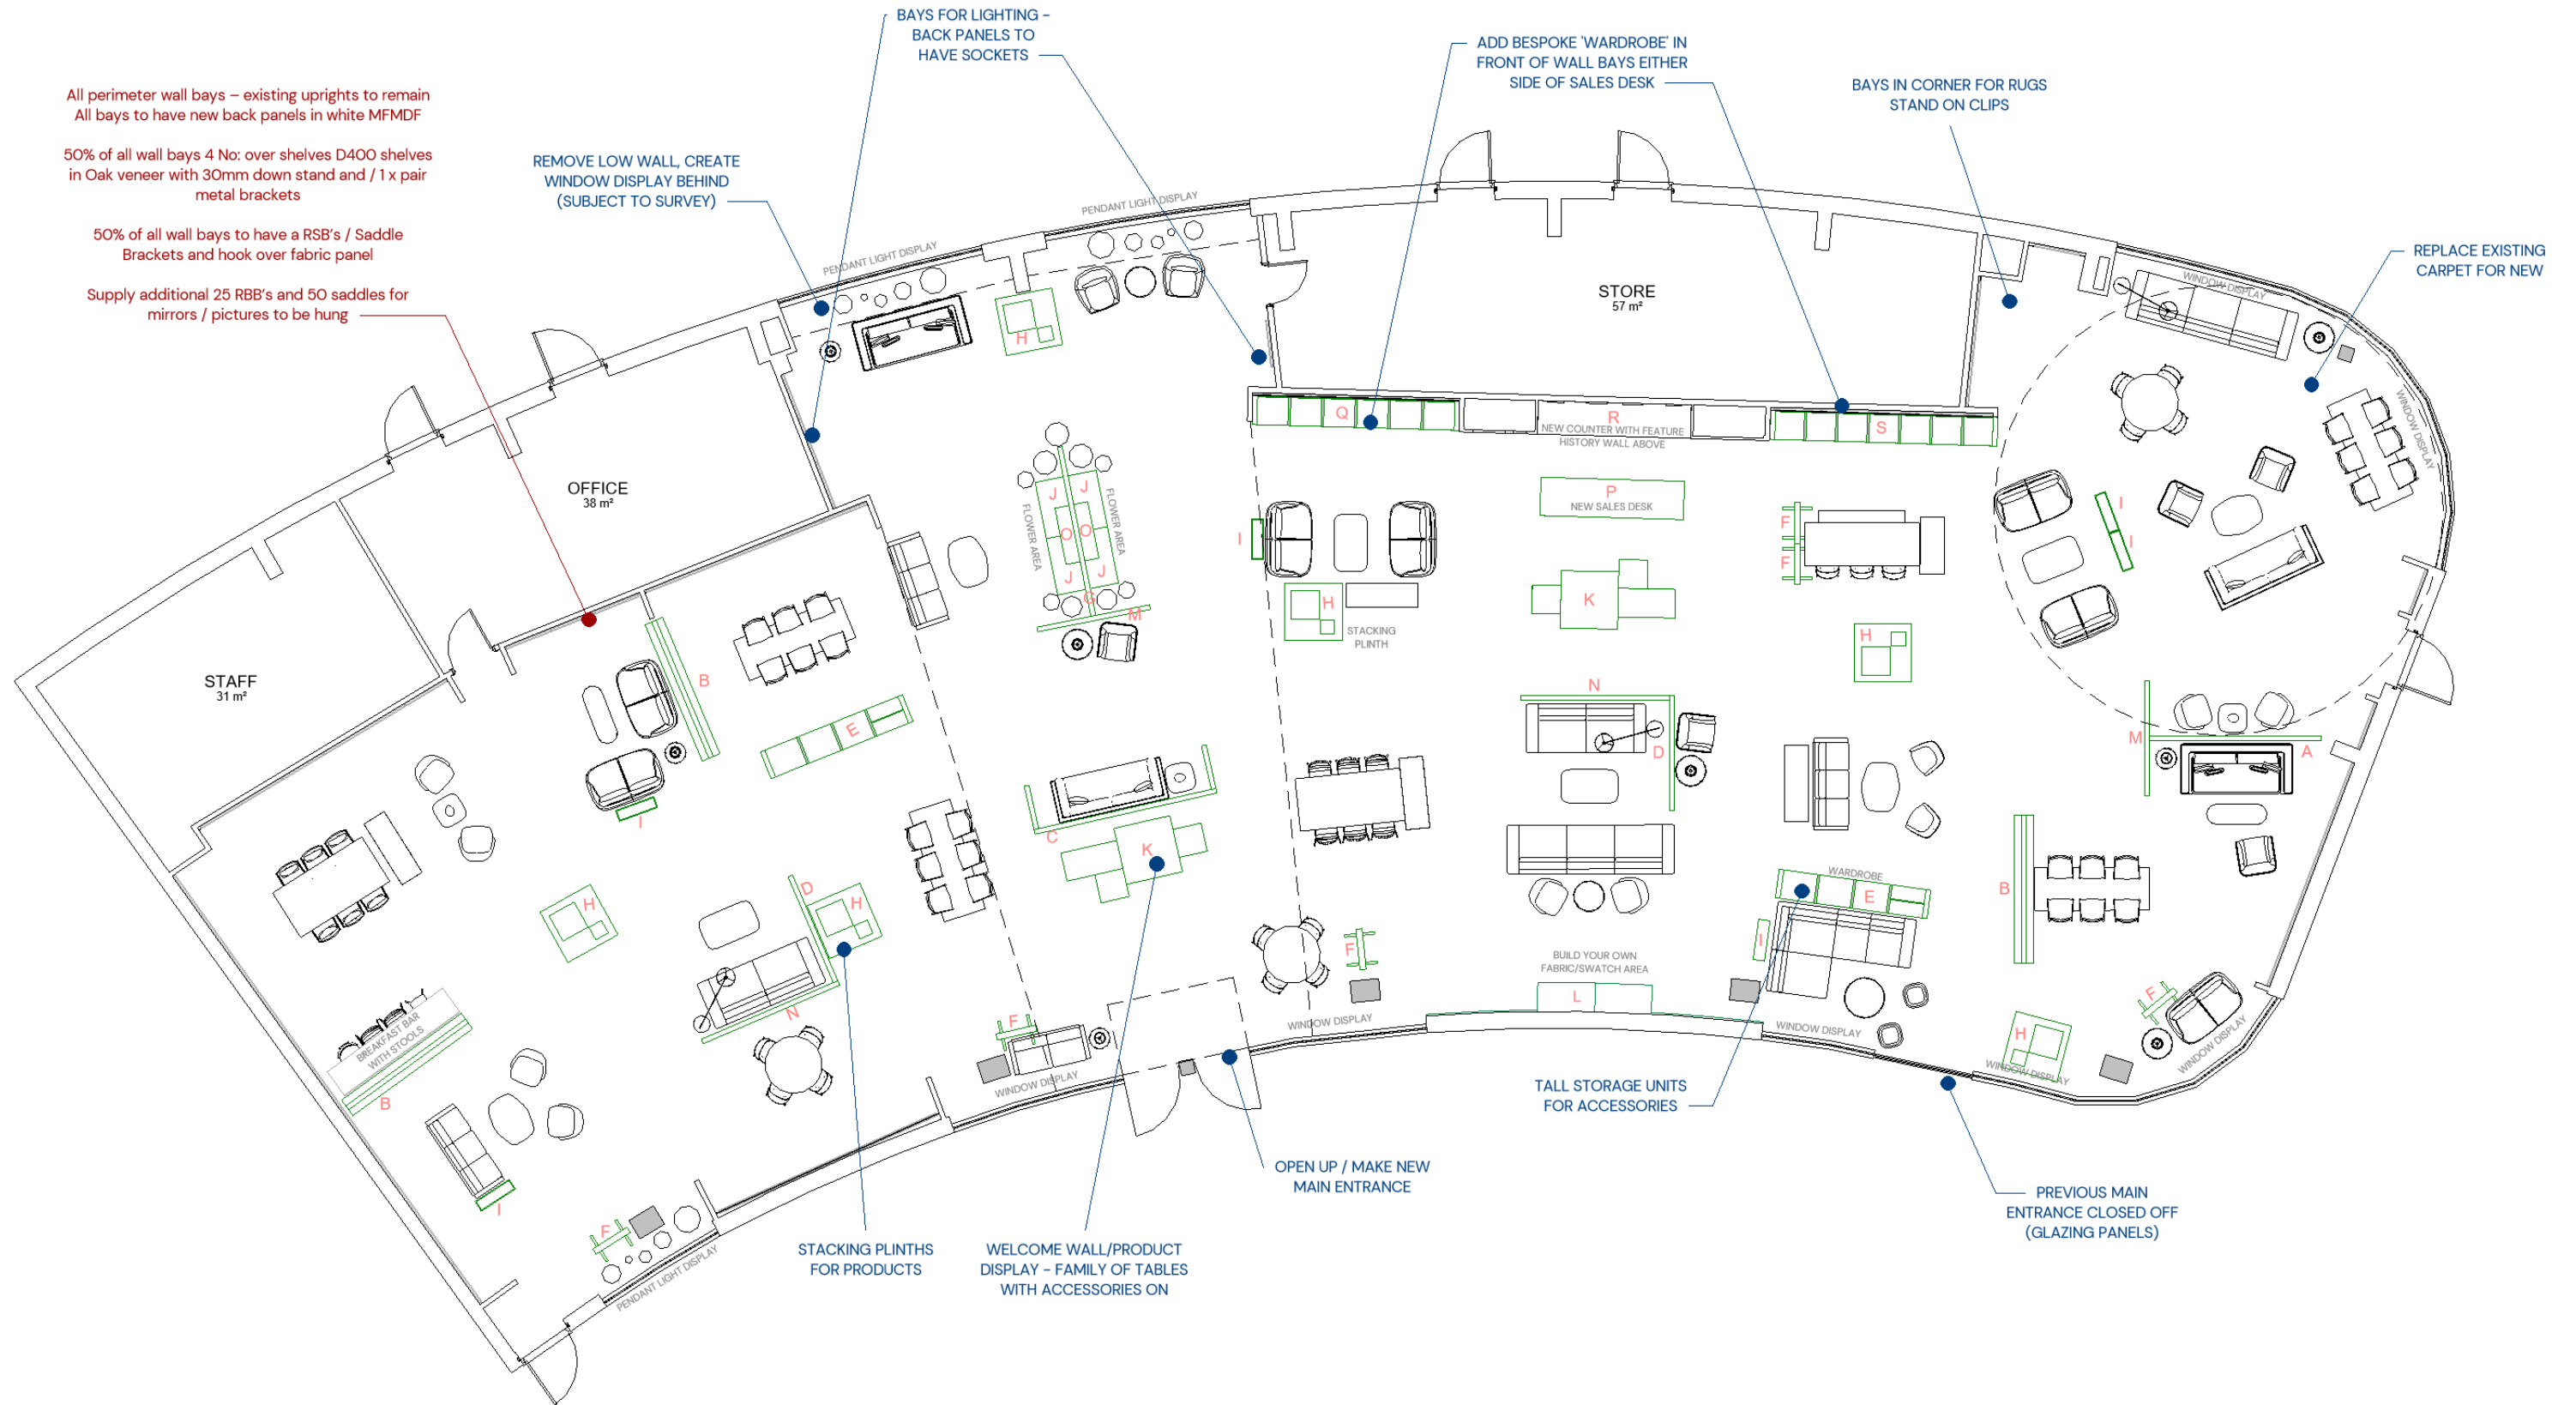 BAYS FOR LIGHTING -
BACK PANELS TO
HAVE SOCKETS
ADD BESPOKE 'WARDROBE' IN
FRONT OF WALL BAYS EITHER
SIDE OF SALES DESK
BAYS IN CORNER FOR RUGS
STAND ON CLIPS
All perimeter wall bays – existing uprights to remain
All bays to have new back panels in white MFMDF
50% of all wall bays 4 No: over shelves D400 shelves
in Oak veneer with 30mm down stand and / 1 x pair
metal brackets
50% of all wall bays to have a RSB's / Saddle
Brackets and hook over fabric panel
Supply additional 25 RBB's and 50 saddles for
mirrors / pictures to be hung
REMOVE LOW WALL, CREATE
WINDOW DISPLAY BEHIND
(SUBJECT TO SURVEY)
REPLACE EXISTING
CARPET FOR NEW
PENDANT LIGHT DISPLAY
PENDANT LIGHT DISPLAY
WINDOW DISPLAY
WINDOW DISPLAY
STORE
57 m²
H
Q
R
NEW COUNTER WITH FEATURE
HISTORY WALL ABOVE
S
OFFICE
38 m²
FLOWER AREA
J
J
O
O
J
J
G
M
FLOWER AREA
P
NEW SALES DESK
I
F
F
I
I
H
STACKING
PLINTH
K
H
STAFF
31 m²
B
E
I
N
D
M
A
C
K
D
H
H
B
WARDROBE
E
I
F
BUILD YOUR OWN
FABRIC/SWATCH AREA
L
BREAKFAST BAR
WITH STOOLS
B
N
F
WINDOW DISPLAY
WINDOW DISPLAY
WINDOW DISPLAY
F
H
WINDOW DISPLAY
WINDOW DISPLAY
I
F
PENDANT LIGHT DISPLAY
TALL STORAGE UNITS
FOR ACCESSORIES
OPEN UP / MAKE NEW
MAIN ENTRANCE
PREVIOUS MAIN
ENTRANCE CLOSED OFF
(GLAZING PANELS)
STACKING PLINTHS
FOR PRODUCTS
WELCOME WALL/PRODUCT
DISPLAY - FAMILY OF TABLES
WITH ACCESSORIES ON